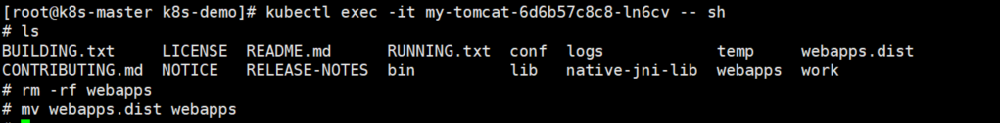 [root@k8s-master k8s-demo]# kubectl exec -it my-tomcat-6d6b57c8c8-ln6cv -- sh
# ls
BUILDING.txt     LICENSE  README.md      RUNNING.txt  conf  logs            temp     webapps.dist
CONTRIBUTING.md  NOTICE   RELEASE-NOTES  bin          lib   native-jni-lib  webapps  work
# rm -rf webapps
# mv webapps.dist webapps
#